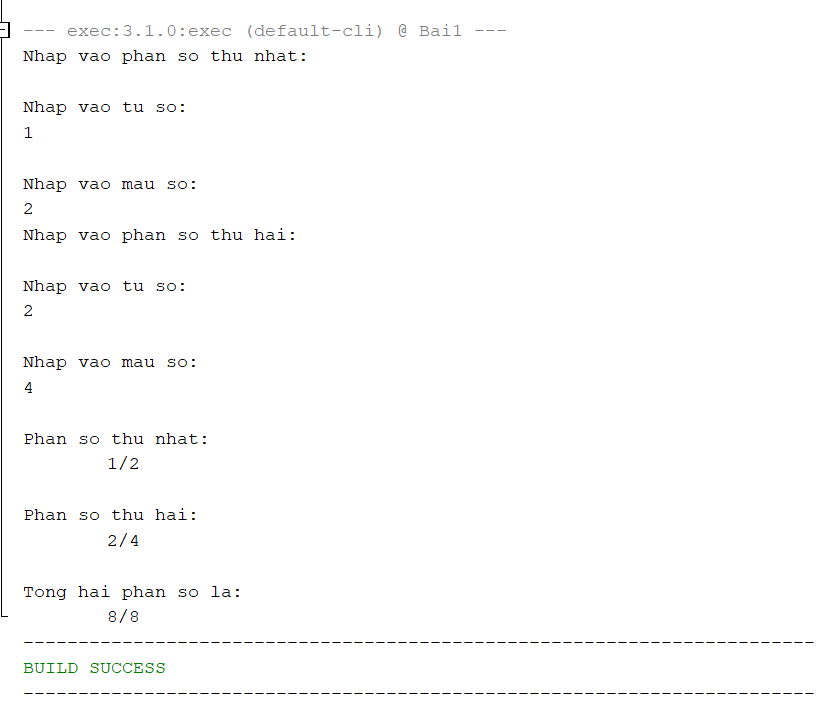 --- exec:3.1.0:exec (default-cli) @ Bai1 ---
Nhap vao phan so thu nhat:
Nhap vao tu so:
1
Nhap vao mau so:
2
Nhap vao phan so thu hai:
Nhap vao tu so:
2
Nhap vao mau so:
4
Phan so thu nhat:
1/2
Phan so thu hai:
2/4
Tong hai phan so la:
8/8
------------------------------------------------------------------------
BUILD SUCCESS
------------------------------------------------------------------------